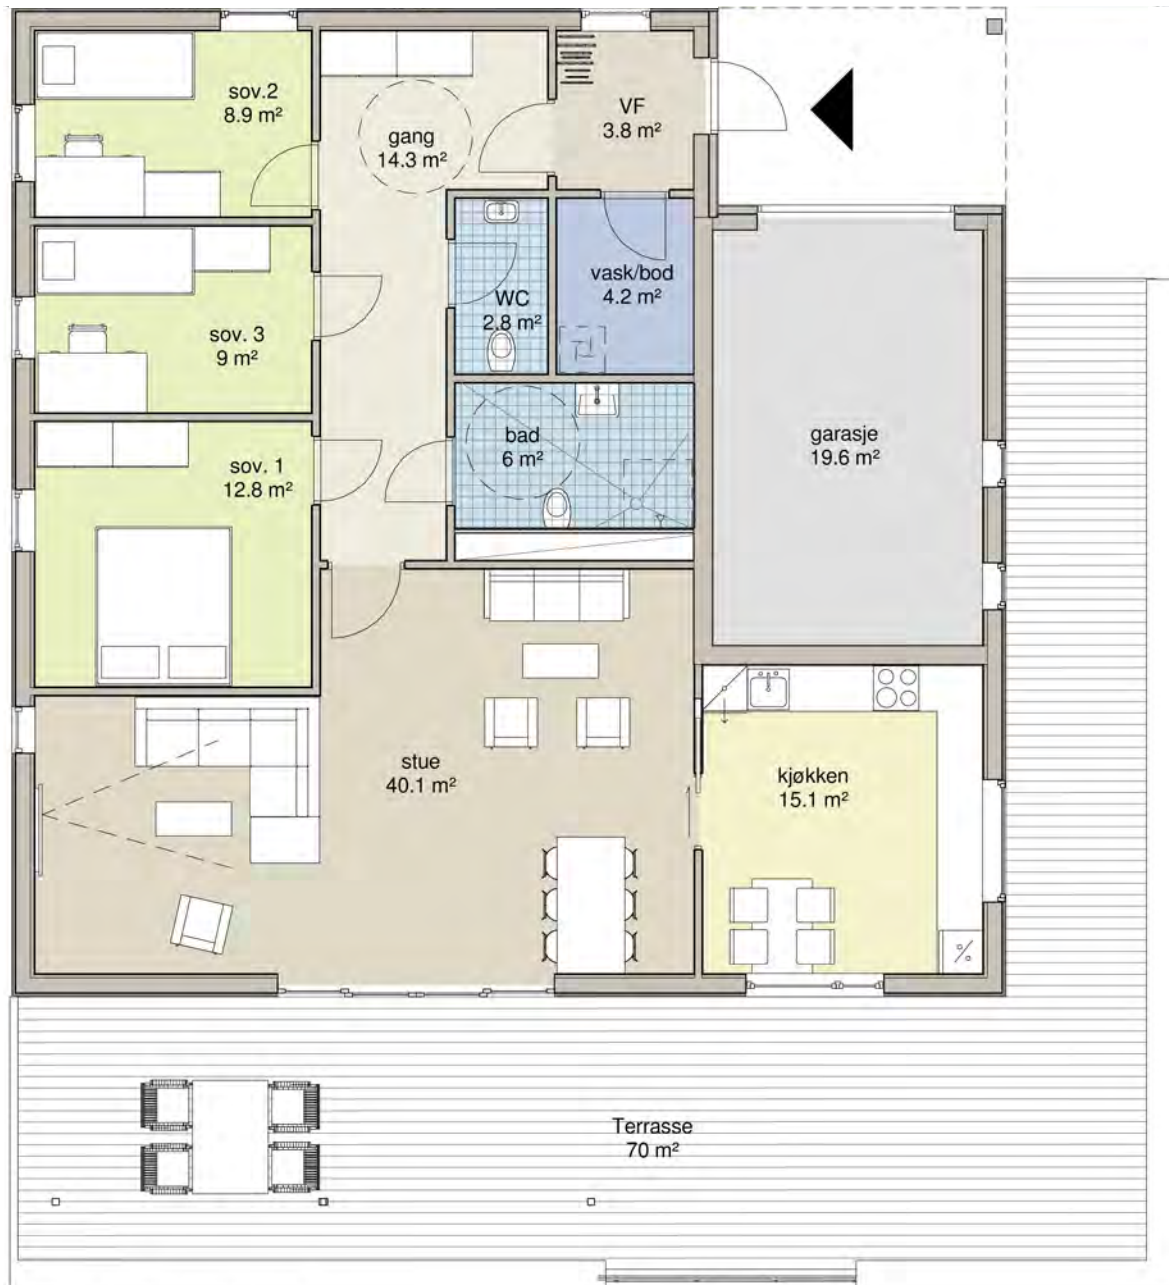 sov.2
8.9 m²
gang
14.3 m²
VF
3.8 m²
sov. 3
9 m²
WC
2.8 m²
vask/bod
4.2 m²
sov. 1
12.8 m²
bad
6 m²
garasje
19.6 m²
stue
40.1 m²
kjøkken
15.1 m²
Terrasse
70 m²